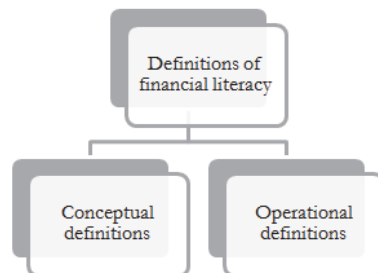 Definitions of
financial literacy
Conceptual
definitions
Operational
definitions